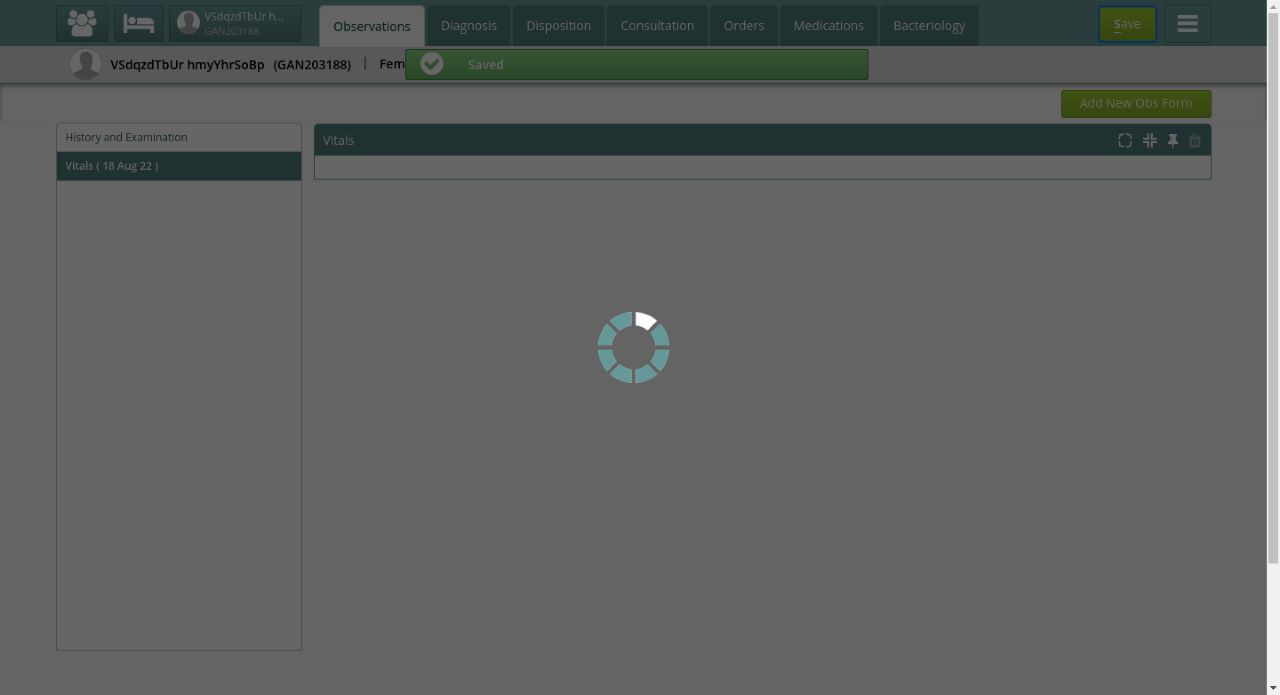 VSdqzdTbUr h...
GAN203188
Observations
Diagnosis
Disposition
Consultation
Orders
Medications
Bacteriology
Save
VSdqzdTbUr hmyYhrSoBp (GAN203188) | Fem
Saved
Add New Obs Form
History and Examination
Vitals ( 18 Aug 22 )
Vitals